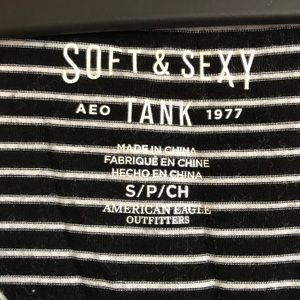 SOFT & SEXY
AEO TANK 1977
MADE IN CHINA
FABRIQUÉ EN CHINE
HECHO EN CHINA
S/P/CH
AMERICAN EAGLE
OUTFITTERS